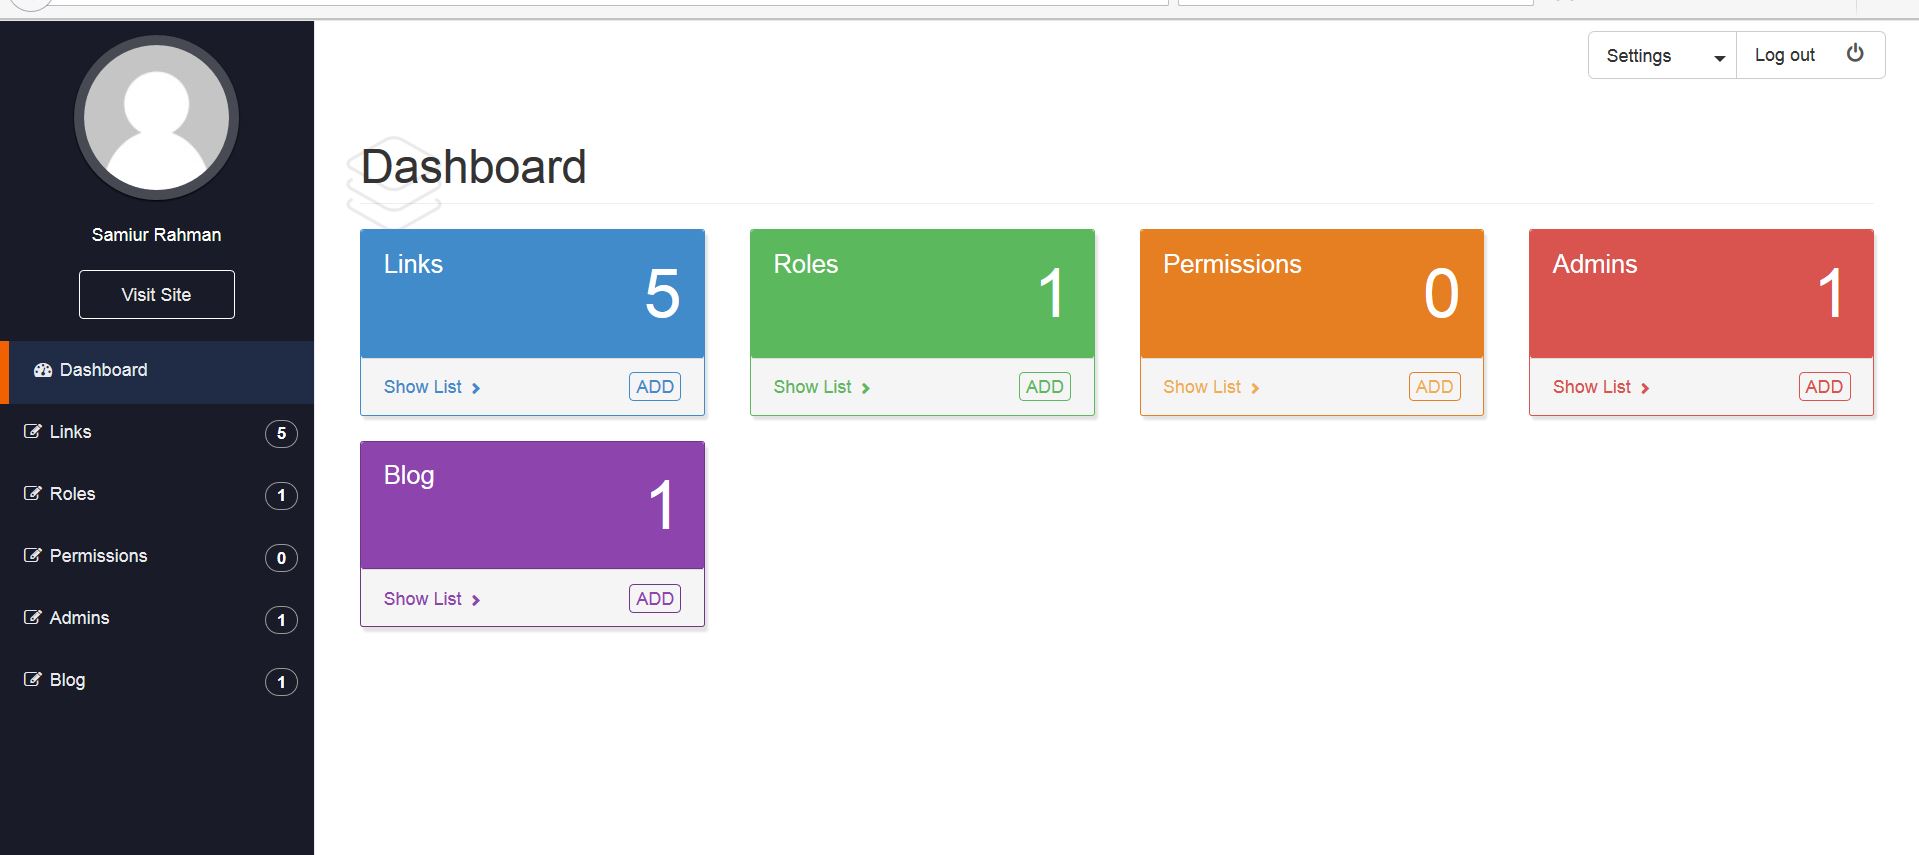 Settings
Log out
Samiur Rahman
Visit Site
Dashboard
Links 5
Roles 1
Permissions 0
Admins 1
Blog 1
Dashboard
Links 5
Show List ADD
Roles 1
Show List ADD
Permissions 0
Show List ADD
Admins 1
Show List ADD
Blog 1
Show List ADD